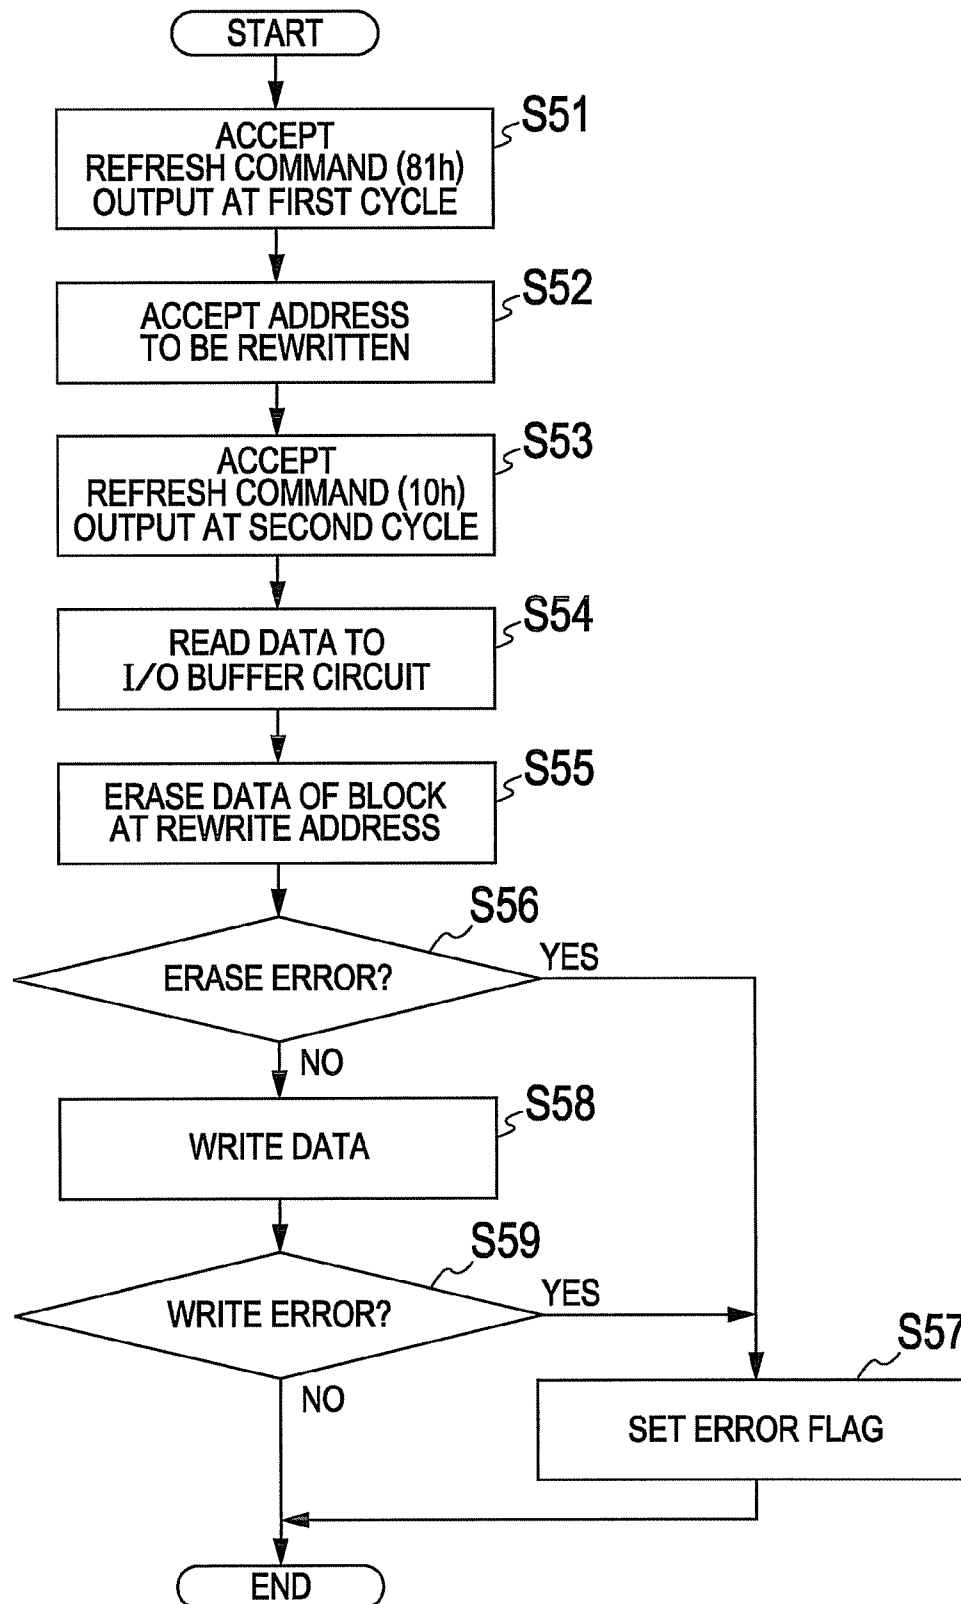 START
S51
ACCEPT
REFRESH COMMAND (81h)
OUTPUT AT FIRST CYCLE
S52
ACCEPT ADDRESS
TO BE REWRITTEN
S53
ACCEPT
REFRESH COMMAND (10h)
OUTPUT AT SECOND CYCLE
S54
READ DATA TO
I/O BUFFER CIRCUIT
S55
ERASE DATA OF BLOCK
AT REWRITE ADDRESS
S56
ERASE ERROR?
YES
NO
S58
WRITE DATA
S59
WRITE ERROR?
YES
NO
S57
SET ERROR FLAG
END